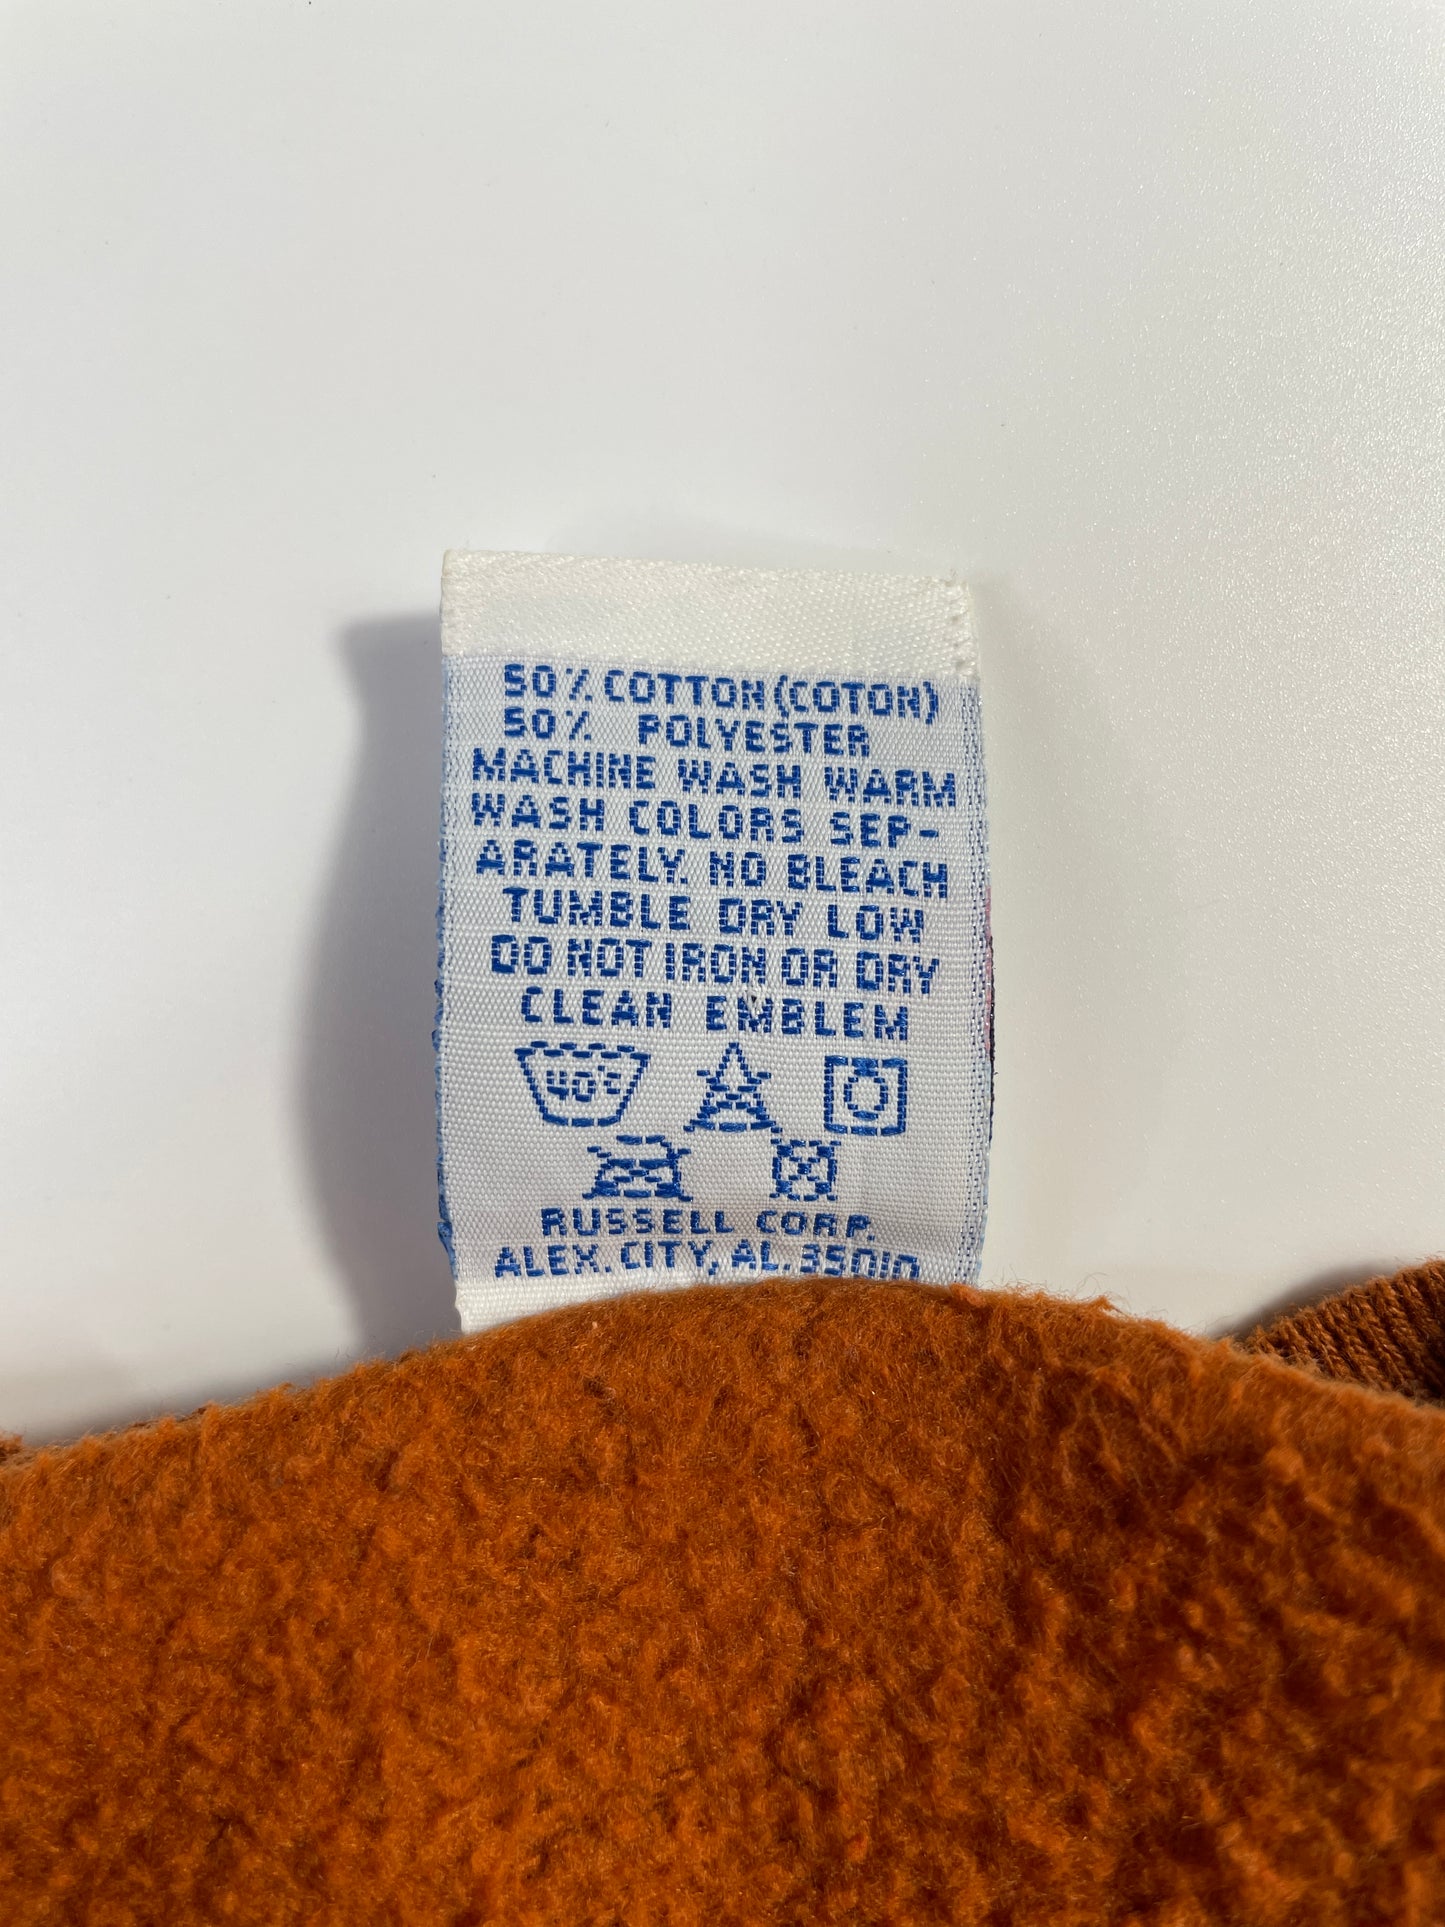 50% COTTON (COTON)
50% POLYESTER
MACHINE WASH WARM
WASH COLORS SEP-
ARATELY. NO BLEACH
TUMBLE DRY LOW
DO NOT IRON OR DRY
CLEAN EMBLEM
40°C
RUSSELL CORP.
ALEX. CITY, AL. 35010